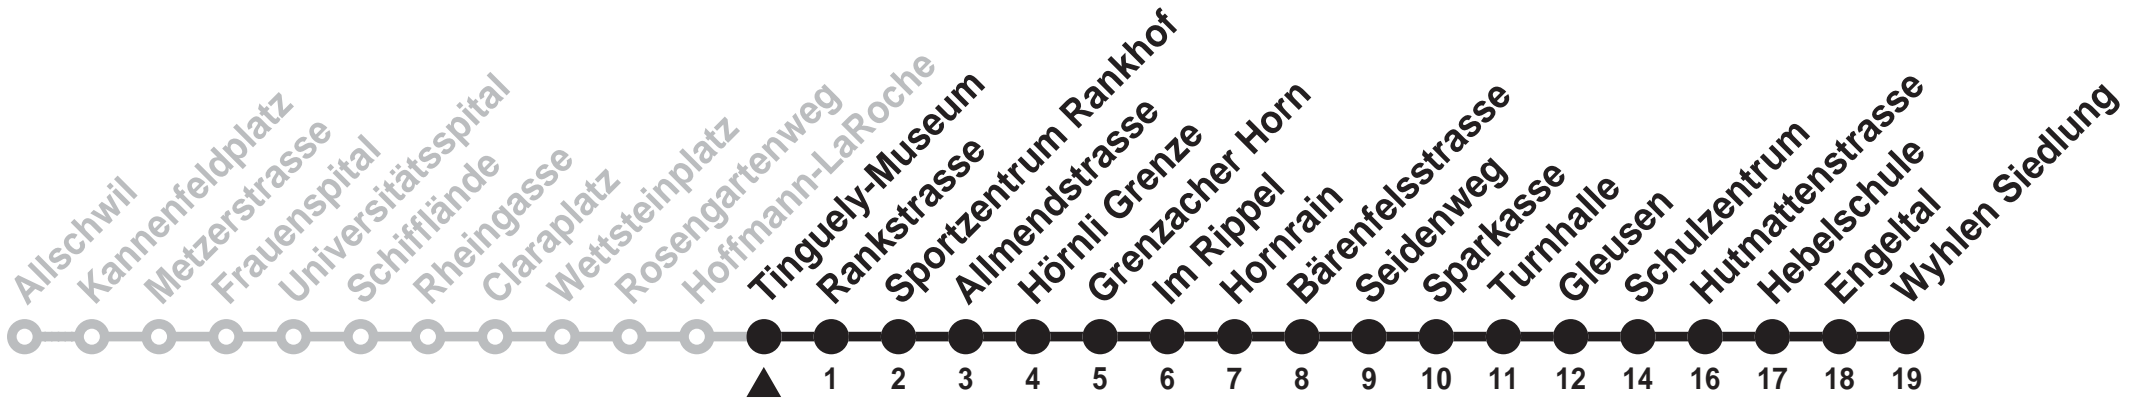 Allschwil
Kannenfeldplatz
Metzerstrasse
Frauenspital
Universitätsspital
Schifflände
Rheingasse
Claraplatz
Wettsteinplatz
Rosengartenweg
Hoffmann-LaRoche
Tinguely-Museum
Rankstrasse
Sportzentrum Rankhof
Allmendstrasse
Hörnli Grenze
Grenzacher Horn
Im Rippel
Hornrain
Bärenfelsstrasse
Seidenweg
Sparkasse
Turnhalle
Gleusen
Schulzentrum
Hutmattenstrasse
Hebelschule
Engeltal
Wyhlen Siedlung
1 2 3 4 5 6 7 8 9 10 11 12 14 16 17 18 19